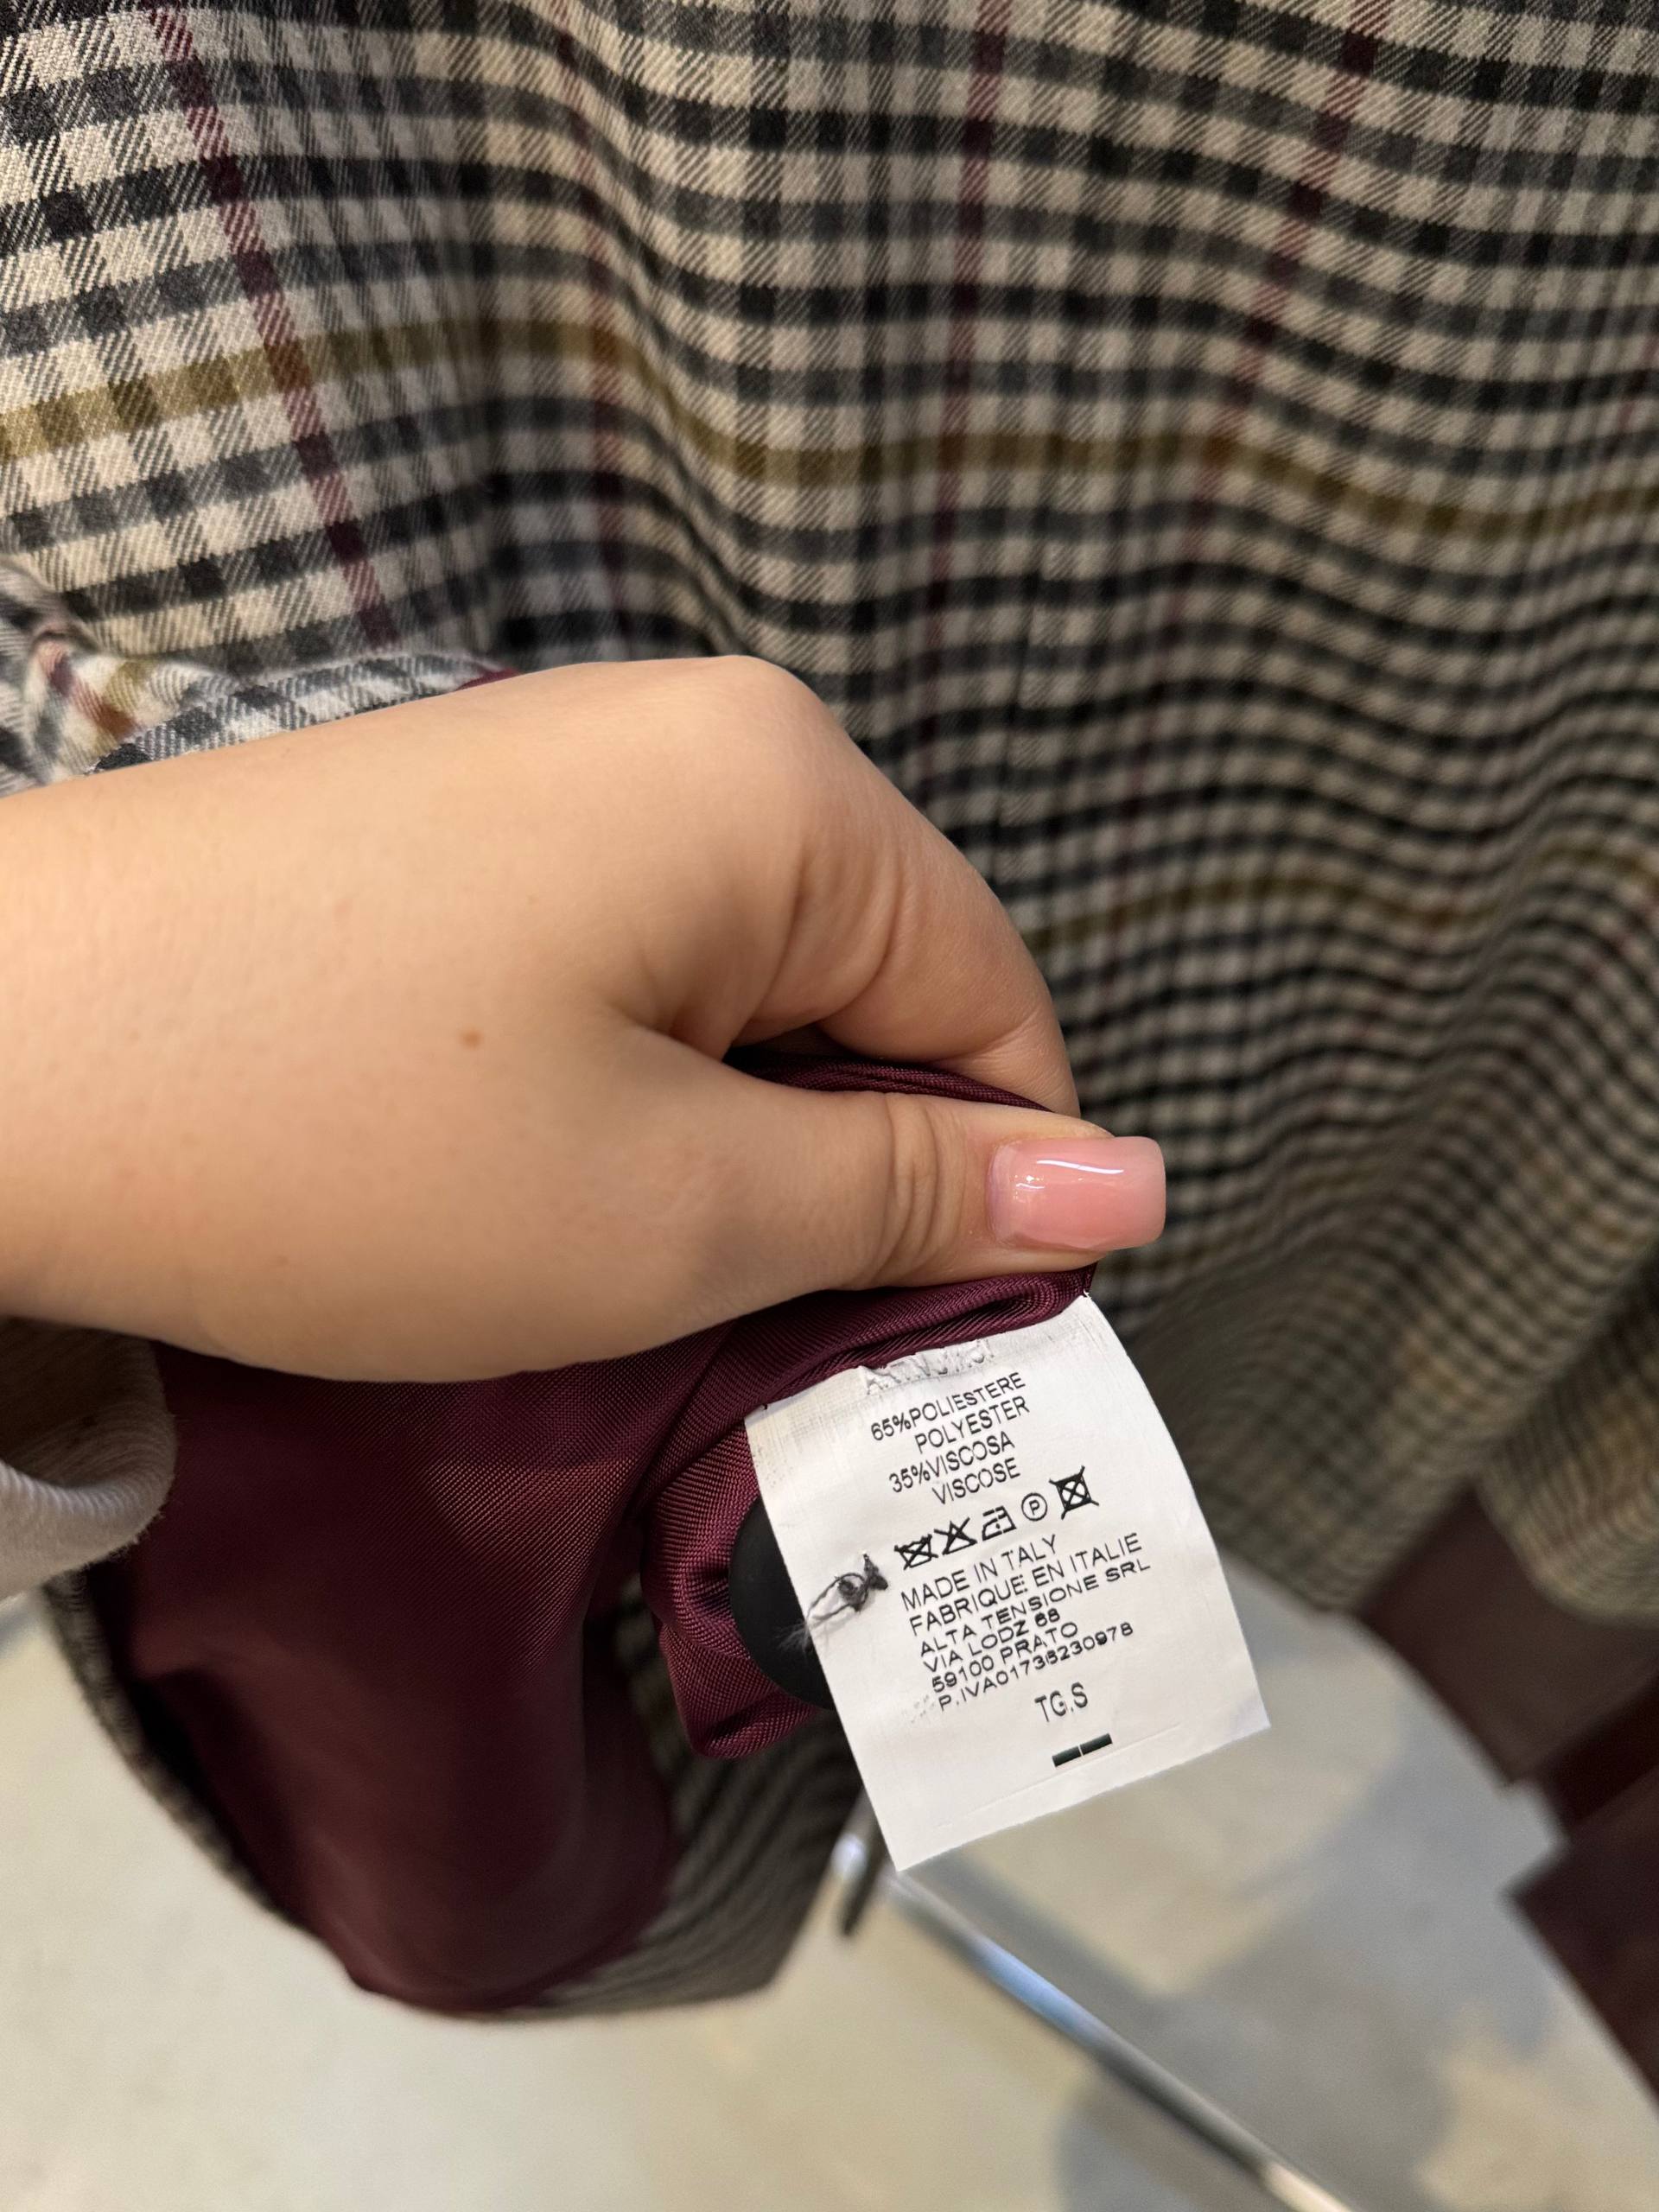 65%POLIESTERE
POLYESTER
35%VISCOSA
VISCOSE
P
MADE IN TALY
FABRIQUE EN ITALIE
ALTA TENSIONE SRL
VIA LODZ 68
59100 PRATO
P.IVA01736230978
TG.S